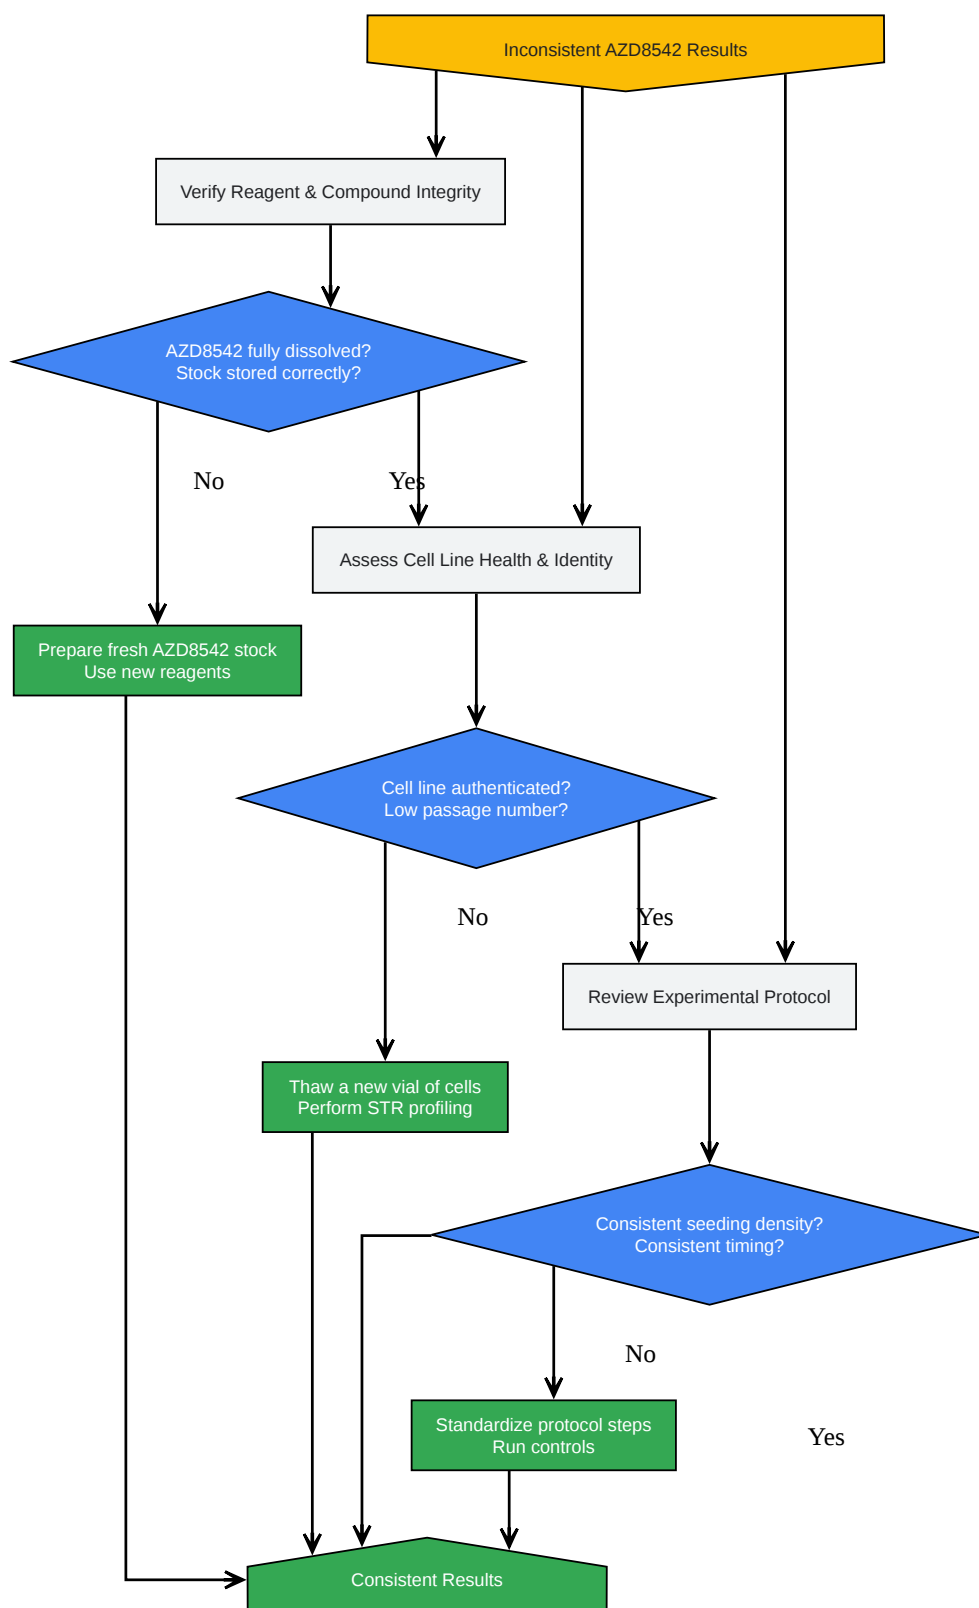 Inconsistent AZD8542 Results
Verify Reagent & Compound Integrity
AZD8542 fully dissolved?
Stock stored correctly?
No
Yes
Assess Cell Line Health & Identity
Prepare fresh AZD8542 stock
Use new reagents
Cell line authenticated?
Low passage number?
No
Yes
Review Experimental Protocol
Thaw a new vial of cells
Perform STR profiling
Consistent seeding density?
Consistent timing?
No
Standardize protocol steps
Run controls
Yes
Consistent Results